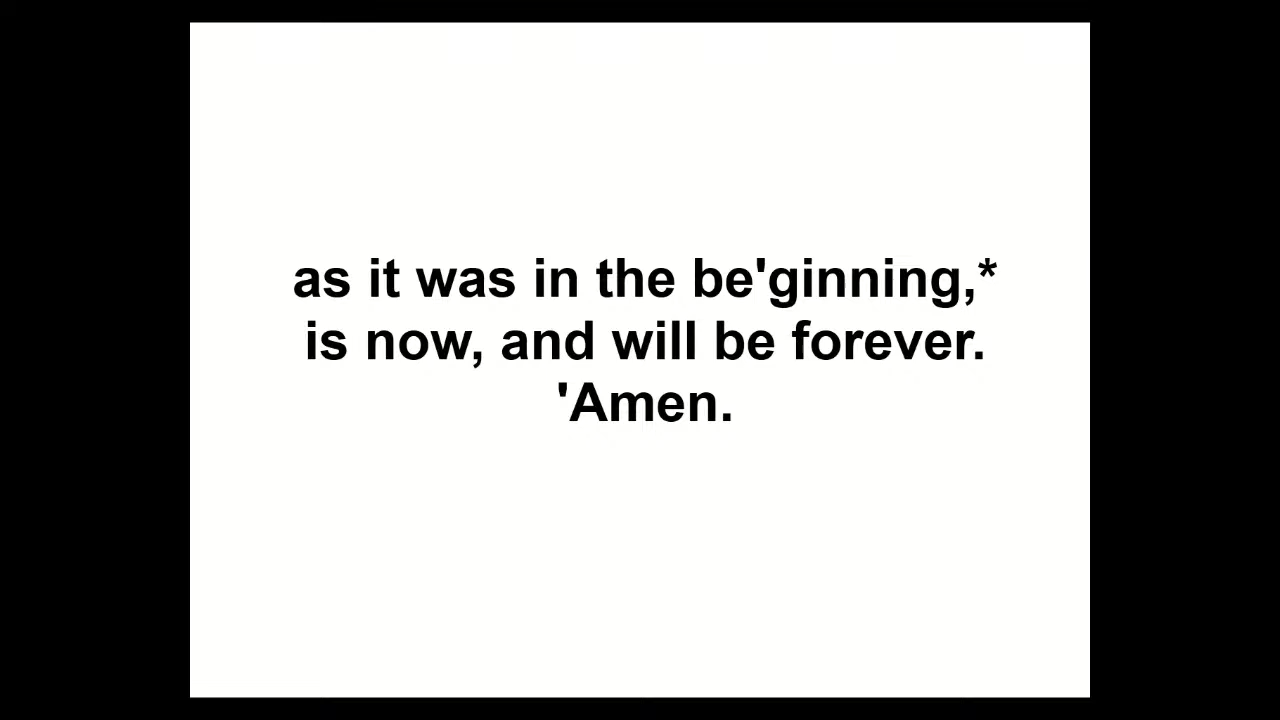 as it was in the be'ginning,*
is now, and will be forever.
'Amen.